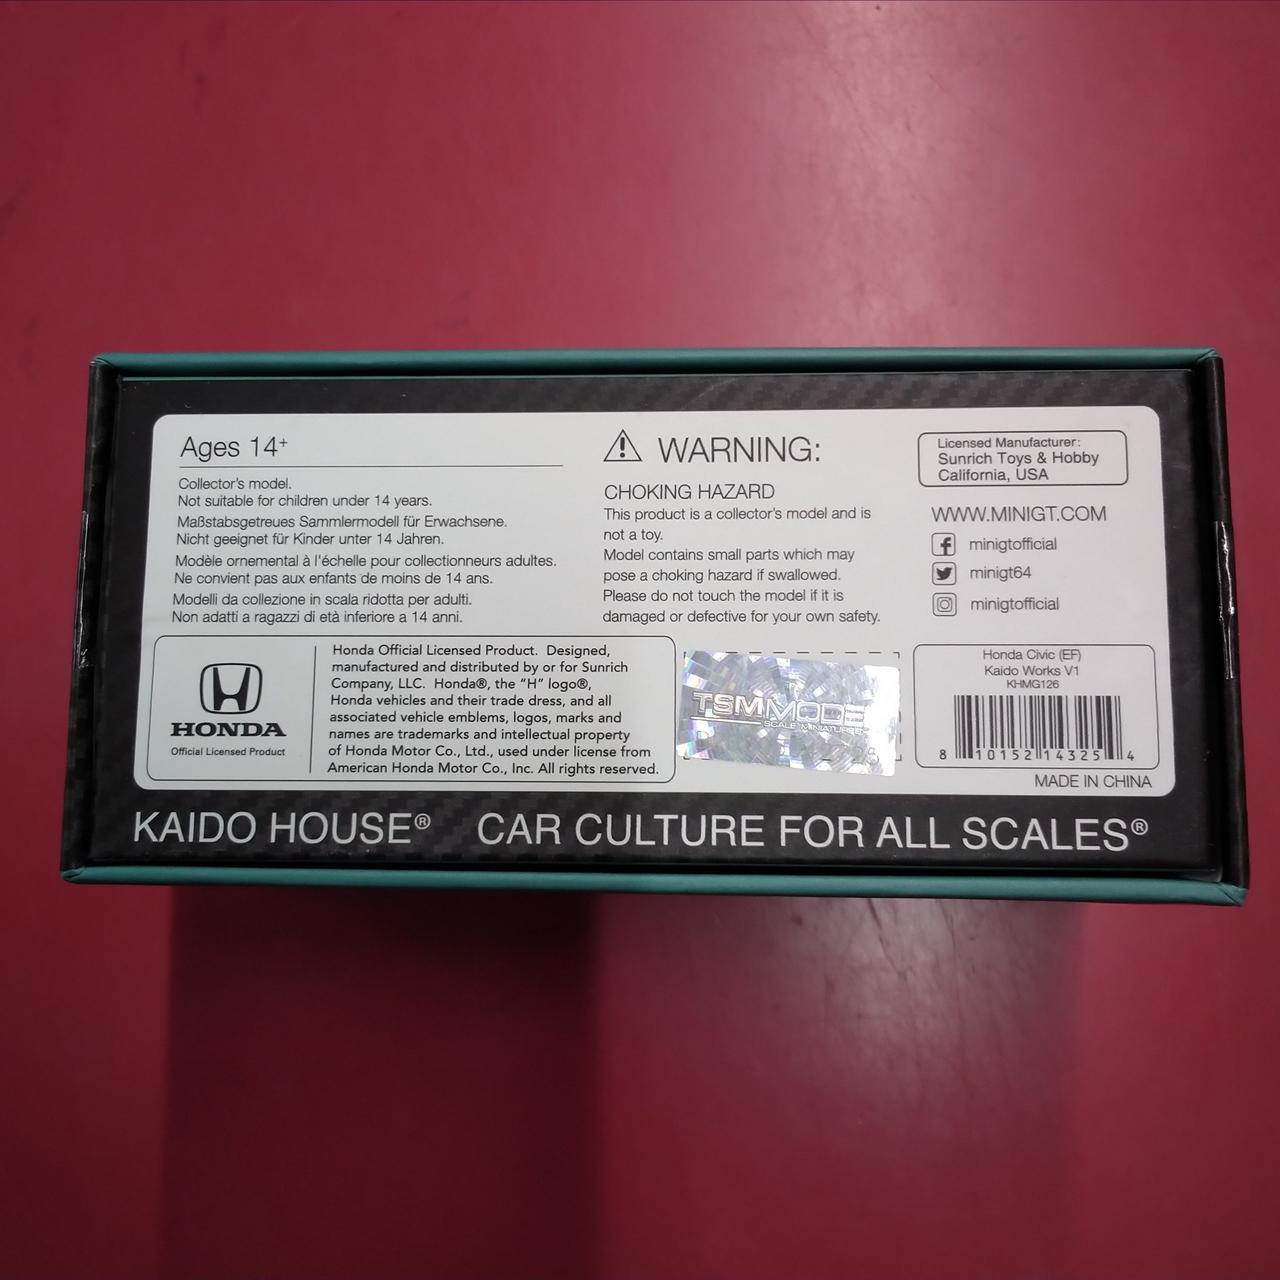 Ages 14+
Collector's model.
Not suitable for children under 14 years.
Maßstabsgetreues Sammlermodell für Erwachsene.
Nicht geeignet für Kinder unter 14 Jahren.
Modèle ornemental à l'échelle pour collectionneurs adultes.
Ne convient pas aux enfants de moins de 14 ans.
Modelli da collezione in scala ridotta per adulti.
Non adatti a ragazzi di età inferiore a 14 anni.
WARNING:
CHOKING HAZARD
This product is a collector's model and is
not a toy.
Model contains small parts which may
pose a choking hazard if swallowed.
Please do not touch the model if it is
damaged or defective for your own safety.
Licensed Manufacturer:
Sunrich Toys & Hobby
California, USA
WWW.MINIGT.COM
minigtofficial
minigt64
minigtofficial
HONDA
Official Licensed Product
Honda Official Licensed Product. Designed,
manufactured and distributed by or for Sunrich
Company, LLC. Honda®, the "H" logo®,
Honda vehicles and their trade dress, and all
associated vehicle emblems, logos, marks and
names are trademarks and intellectual property
of Honda Motor Co., Ltd., used under license from
American Honda Motor Co., Inc. All rights reserved.
TSMMODEL
SCALE MINIATURES
Honda Civic (EF)
Kaido Works V1
KHMG126
8 10152 14325 4
MADE IN CHINA
KAIDO HOUSE® CAR CULTURE FOR ALL SCALES®